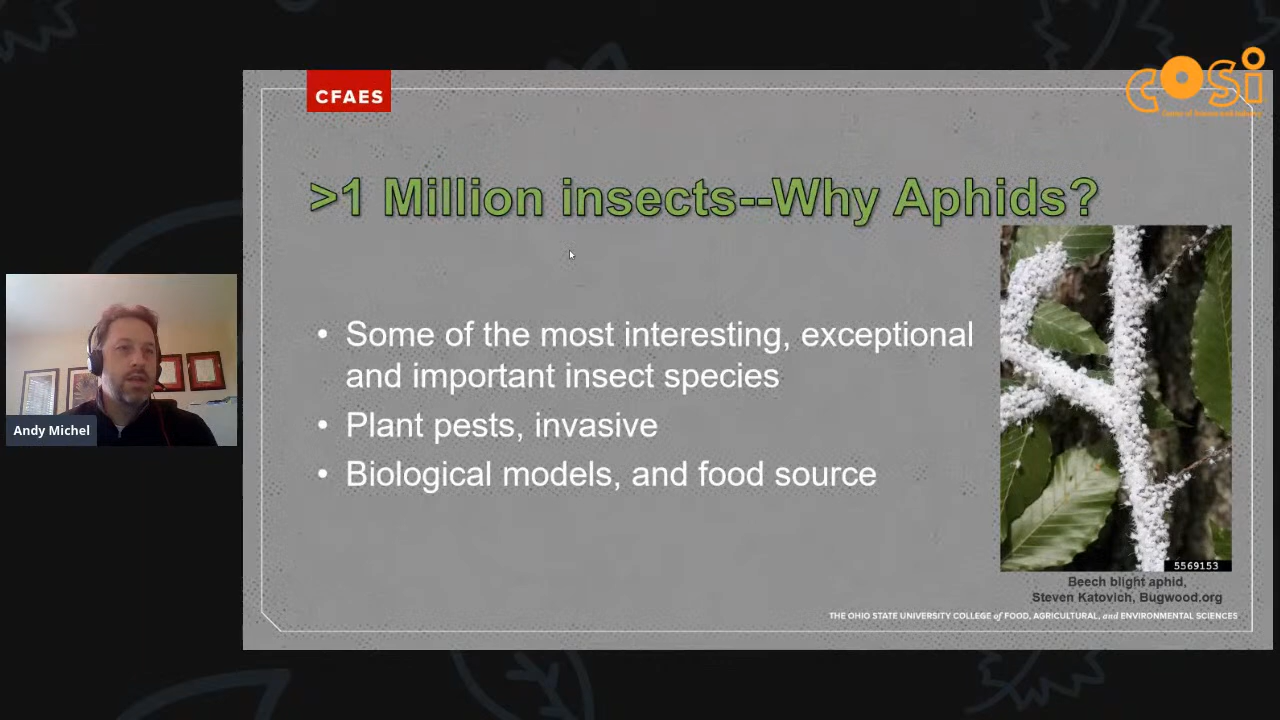 CFAES
COSI
>1 Million insects--Why Aphids?
• Some of the most interesting, exceptional
and important insect species
• Plant pests, invasive
• Biological models, and food source
Andy Michel
5569153
Beech blight aphid,
Steven Katovich, Bugwood.org
THE OHIO STATE UNIVERSITY COLLEGE of FOOD, AGRICULTURAL, and ENVIRONMENTAL SCIENCES